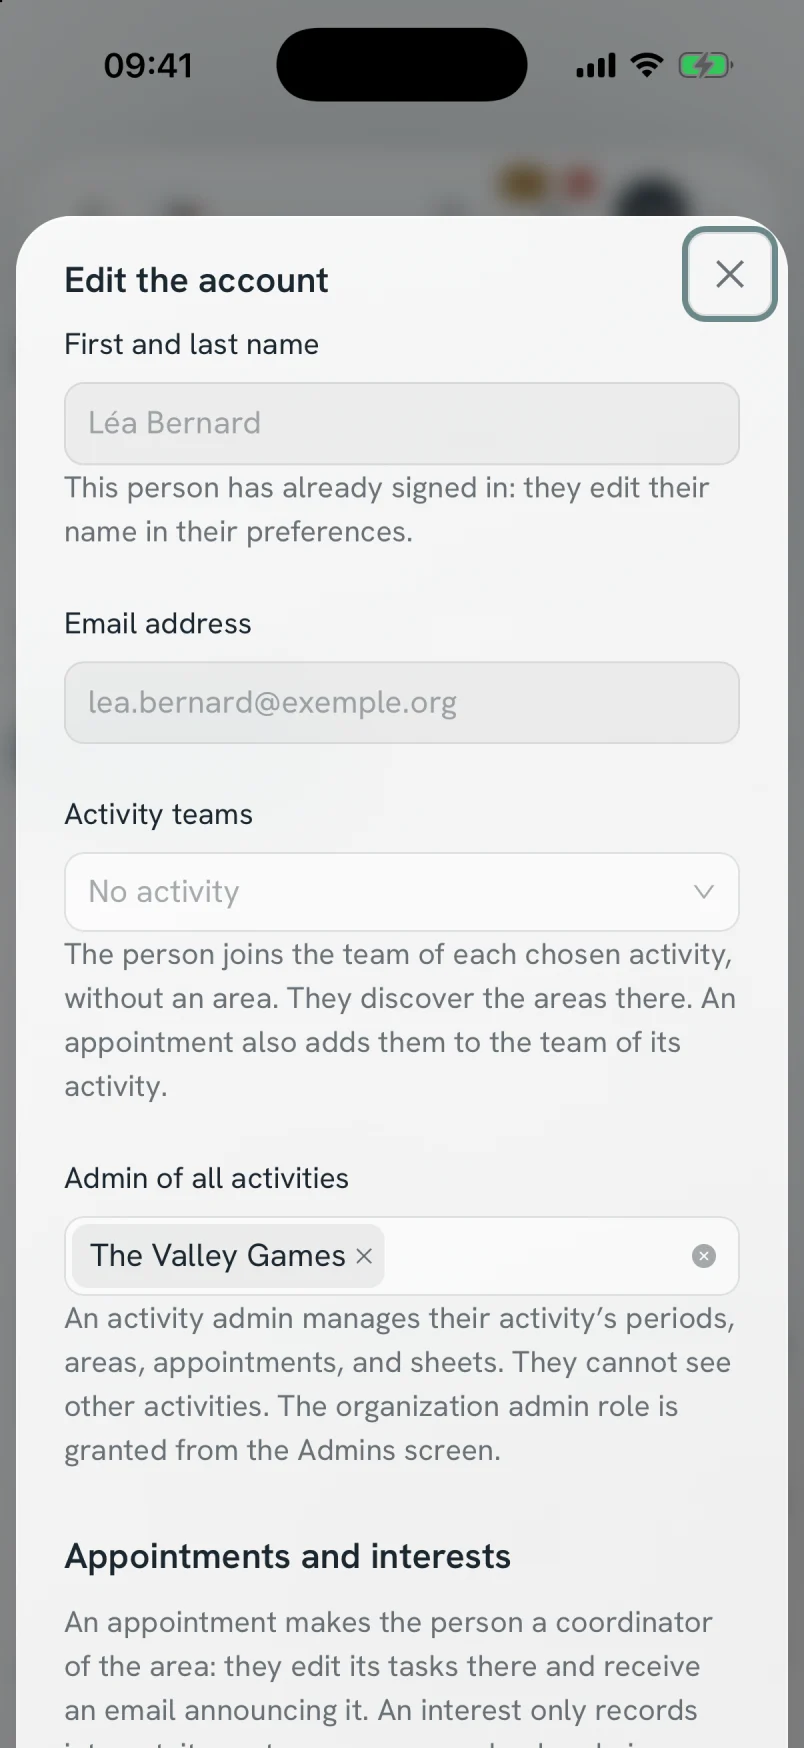 09:41
Edit the account
First and last name
Léa Bernard
This person has already signed in: they edit their
name in their preferences.
Email address
lea.bernard@exemple.org
Activity teams
No activity
The person joins the team of each chosen activity,
without an area. They discover the areas there. An
appointment also adds them to the team of its
activity.
Admin of all activities
The Valley Games
An activity admin manages their activity’s periods,
areas, appointments, and sheets. They cannot see
other activities. The organization admin role is
granted from the Admins screen.
Appointments and interests
An appointment makes the person a coordinator
of the area: they edit its tasks there and receive
an email announcing it. An interest only records